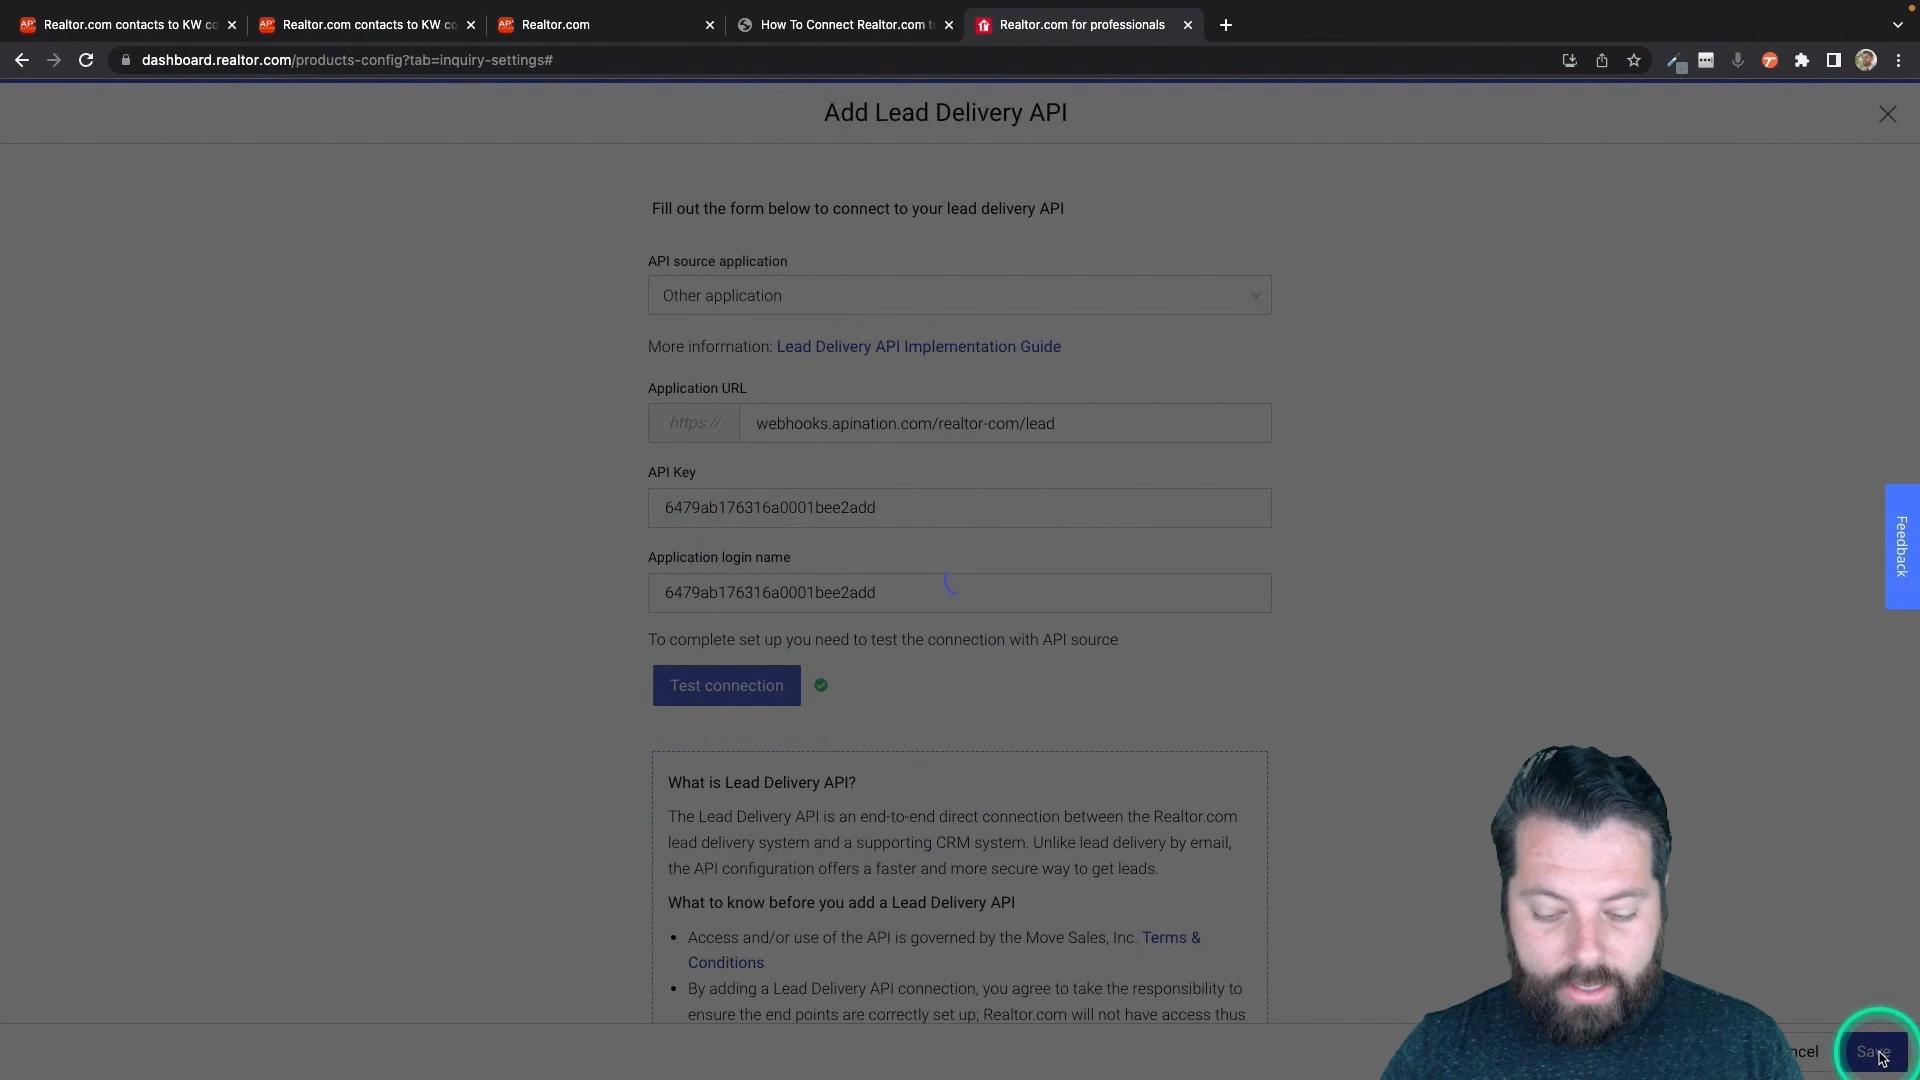 Realtor.com contacts to KW co
Realtor.com contacts to KW co
Realtor.com
How To Connect Realtor.com t
Realtor.com for professionals
dashboard.realtor.com/products-config?tab=inquiry-settings#
Add Lead Delivery API
Fill out the form below to connect to your lead delivery API
API source application
Other application
More information: Lead Delivery API Implementation Guide
Application URL
https://
webhooks.apination.com/realtor-com/lead
API Key
6479ab176316a0001bee2add
Application login name
6479ab176316a0001bee2add
To complete set up you need to test the connection with API source
Test connection
Feedback
What is Lead Delivery API?
The Lead Delivery API is an end-to-end direct connection between the Realtor.com
lead delivery system and a supporting CRM system. Unlike lead delivery by email,
the API configuration offers a faster and more secure way to get leads.
What to know before you add a Lead Delivery API
• Access and/or use of the API is governed by the Move Sales, Inc. Terms &
Conditions
• By adding a Lead Delivery API connection, you agree to take the responsibility to
ensure the end points are correctly set up; Realtor.com will not have access thus
ncel
Save